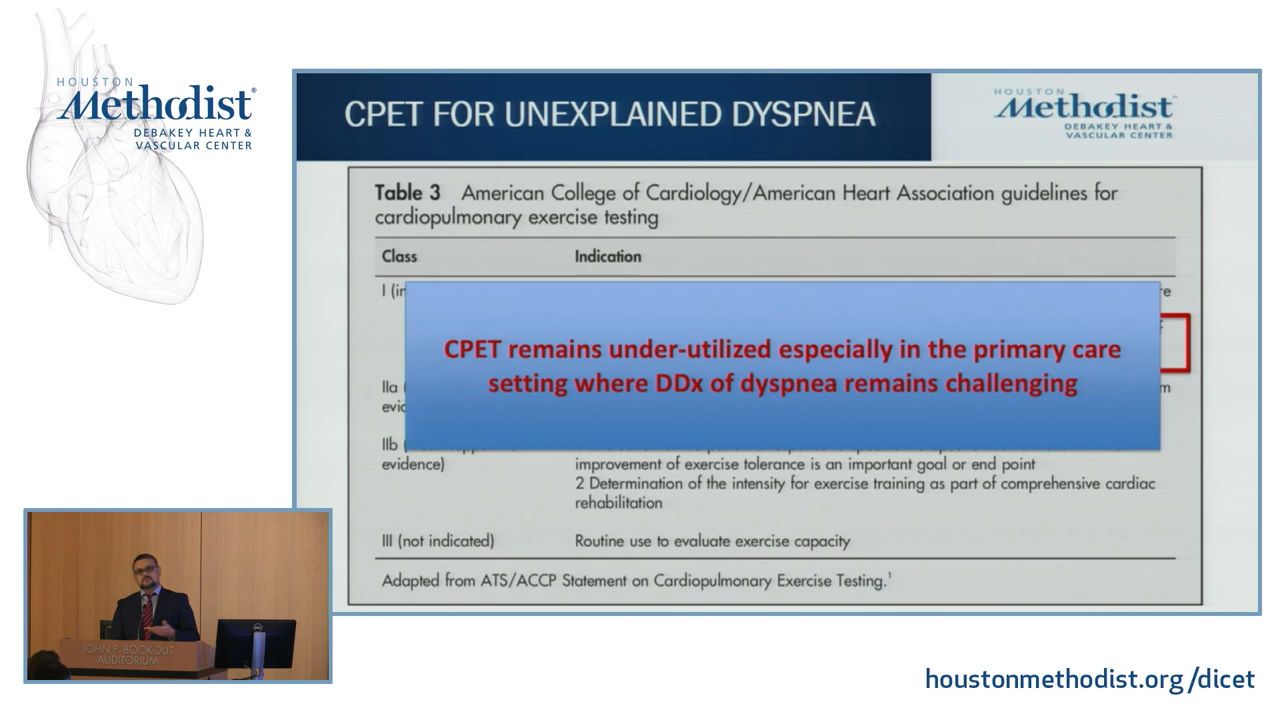 HOUSTON
Methodist®
DEBAKEY HEART &
VASCULAR CENTER
CPET FOR UNEXPLAINED DYSPNEA
HOUSTON
Methodist
DEBAKEY HEART &
VASCULAR CENTER
Table 3 American College of Cardiology/American Heart Association guidelines for
cardiopulmonary exercise testing
Class Indication
I (in
CPET remains under-utilized especially in the primary care
setting where DDx of dyspnea remains challenging
IIa (
evid
IIb (
evidence)
improvement of exercise tolerance is an important goal or end point
2 Determination of the intensity for exercise training as part of comprehensive cardiac
rehabilitation
III (not indicated) Routine use to evaluate exercise capacity
Adapted from ATS/ACCP Statement on Cardiopulmonary Exercise Testing.¹
JOHN F. BOOKOUT
AUDITORIUM
houstonmethodist.org/dicet